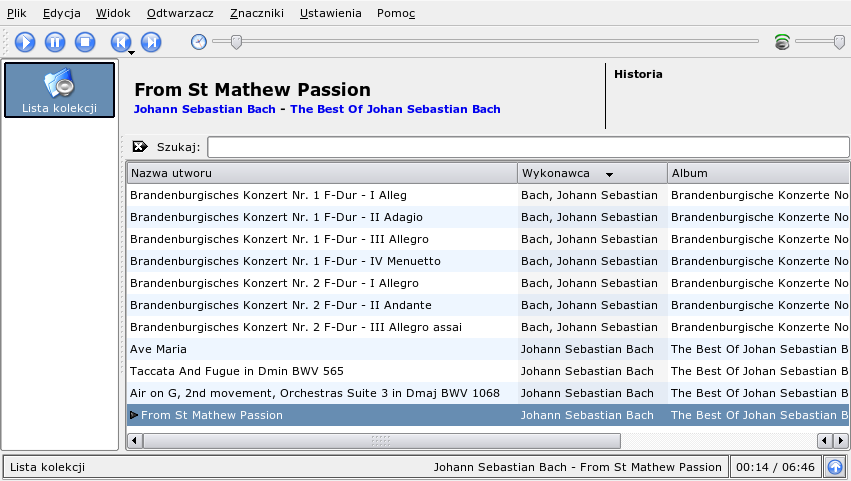 Plik Edycja Widok Odtwarzacz Znaczniki Ustawienia Pomoc
Lista kolekcji
From St Mathew Passion
Johann Sebastian Bach - The Best Of Johan Sebastian Bach
Historia
Szukaj:
Nazwa utworu Wykonawca Album
Brandenburgisches Konzert Nr. 1 F-Dur - I Alleg Bach, Johann Sebastian Brandenburgische Konzerte No
Brandenburgisches Konzert Nr. 1 F-Dur - II Adagio Bach, Johann Sebastian Brandenburgische Konzerte No
Brandenburgisches Konzert Nr. 1 F-Dur - III Allegro Bach, Johann Sebastian Brandenburgische Konzerte No
Brandenburgisches Konzert Nr. 1 F-Dur - IV Menuetto Bach, Johann Sebastian Brandenburgische Konzerte No
Brandenburgisches Konzert Nr. 2 F-Dur - I Allegro Bach, Johann Sebastian Brandenburgische Konzerte No
Brandenburgisches Konzert Nr. 2 F-Dur - II Andante Bach, Johann Sebastian Brandenburgische Konzerte No
Brandenburgisches Konzert Nr. 2 F-Dur - III Allegro assai Bach, Johann Sebastian Brandenburgische Konzerte No
Ave Maria Johann Sebastian Bach The Best Of Johan Sebastian B
Taccata And Fugue in Dmin BWV 565 Johann Sebastian Bach The Best Of Johan Sebastian B
Air on G, 2nd movement, Orchestras Suite 3 in Dmaj BWV 1068 Johann Sebastian Bach The Best Of Johan Sebastian B
From St Mathew Passion Johann Sebastian Bach The Best Of Johan Sebastian B
Lista kolekcji Johann Sebastian Bach - From St Mathew Passion 00:14 / 06:46